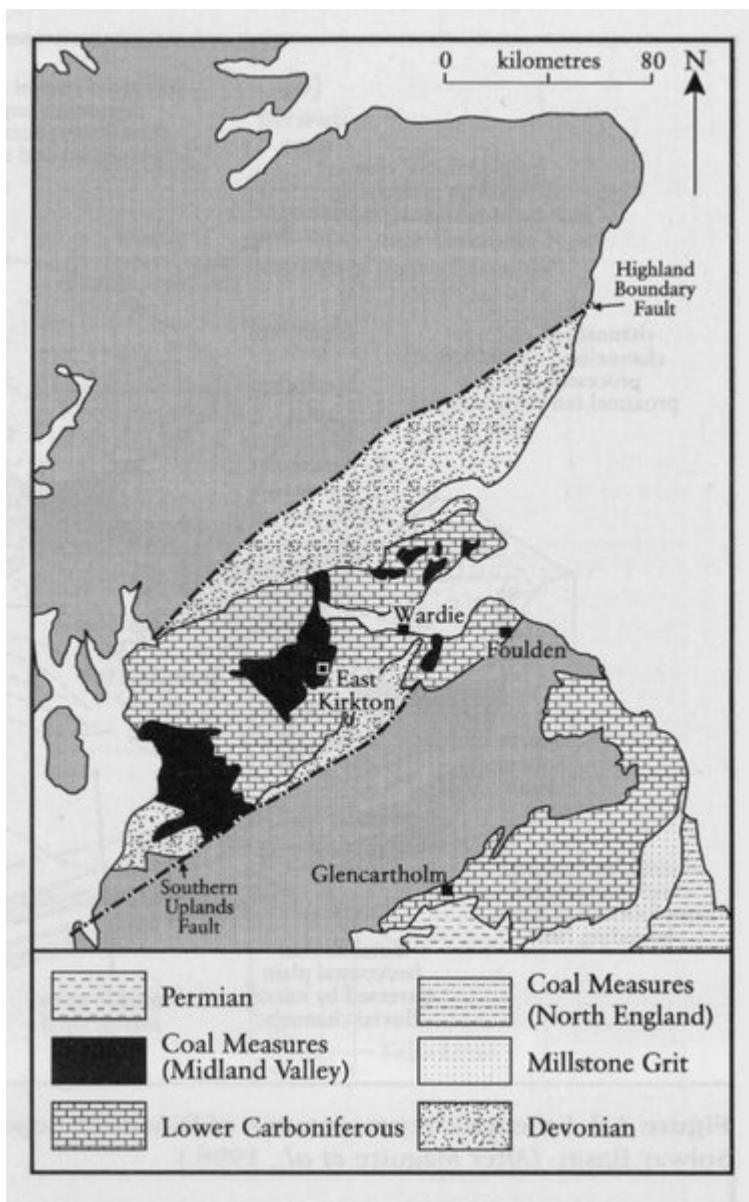 0 kilometres 80
N
Highland
Boundary
Fault
Wardie
Foulden
East
Kirkton
Glencartholm
Southern
Uplands
Fault
Permian
Coal Measures
(Midland Valley)
Lower Carboniferous
Coal Measures
(North England)
Millstone Grit
Devonian